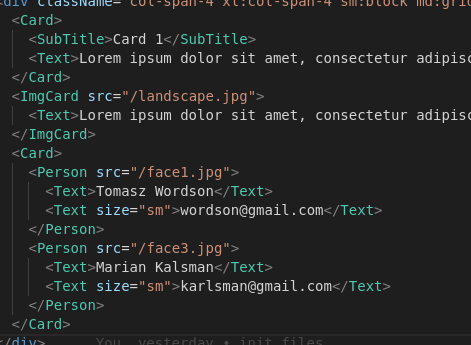 <div className="col-span-4 xl:col-span-4 sm:block md:grid
<Card>
<SubTitle>Card 1</SubTitle>
<Text>Lorem ipsum dolor sit amet, consectetur adipisc
</Card>
<ImgCard src="/landscape.jpg">
<Text>Lorem ipsum dolor sit amet, consectetur adipisc
</ImgCard>
<Card>
<Person src="/face1.jpg">
<Text>Tomasz Wordson</Text>
<Text size="sm">wordson@gmail.com</Text>
</Person>
<Person src="/face3.jpg">
<Text>Marian Kalsman</Text>
<Text size="sm">karlsman@gmail.com</Text>
</Person>
</Card>
</div> You, yesterday • init files